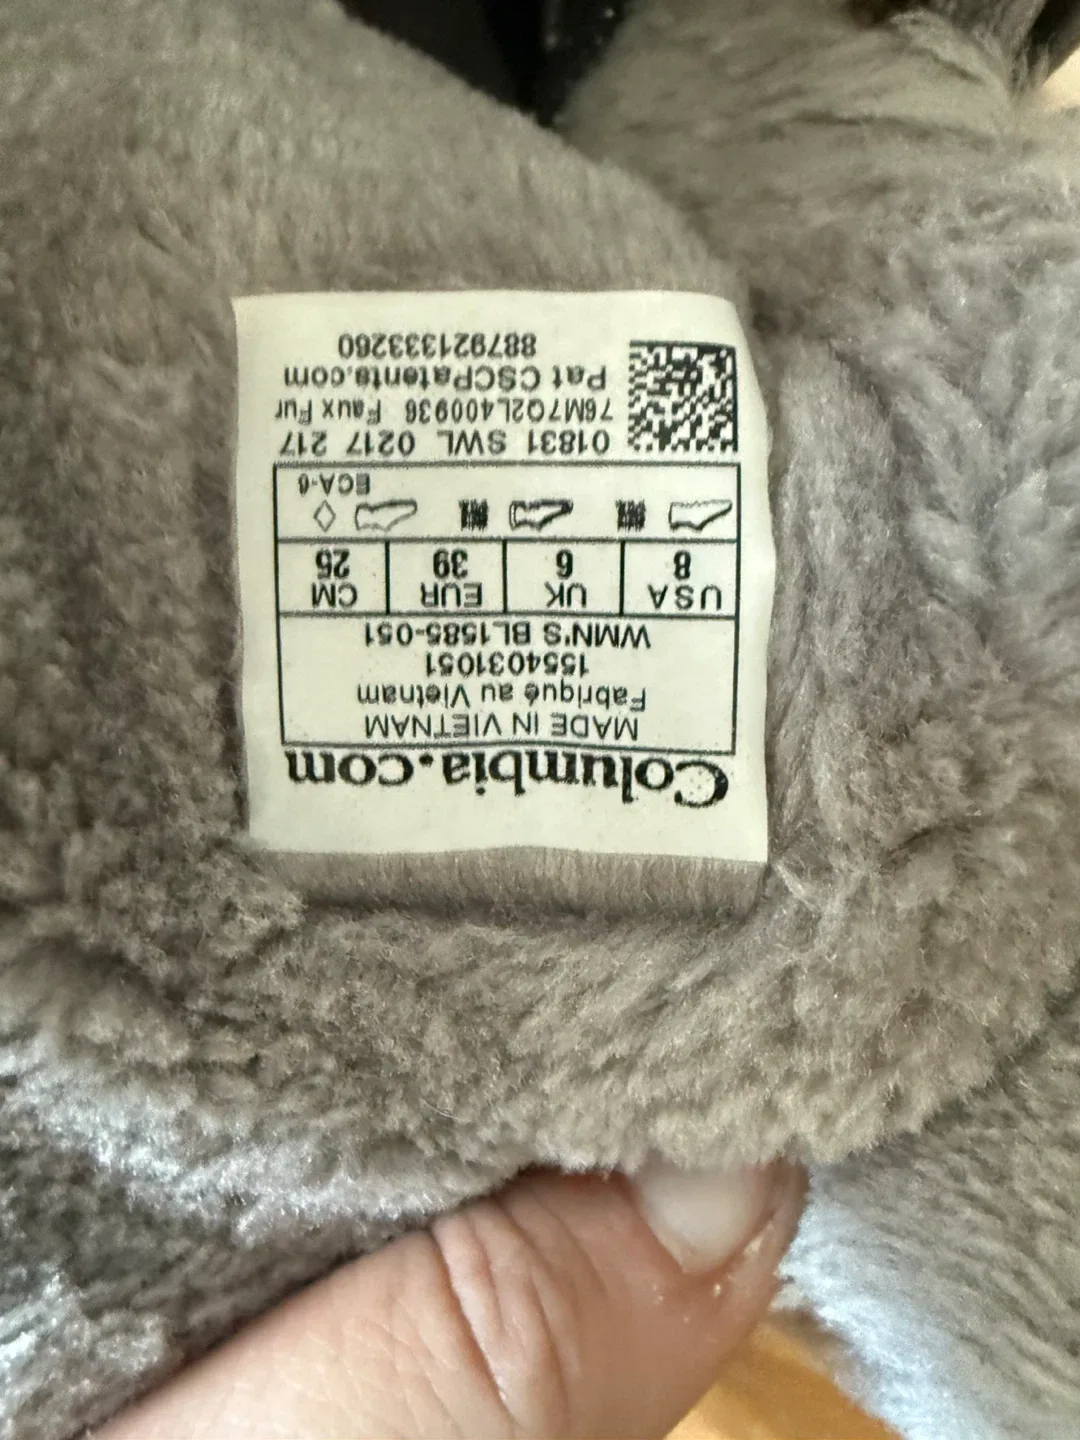 Columbia.com
MADE IN VIETNAM
Fabriqué au Vietnam
1554031051
WMN'S BL1585-051
USA UK EUR CM
8 6 39 25
ECA-6
01831 SWL 0217 217
76M7Q2L400936 Faux Fur
Pat CSCPatents.com
887921333260